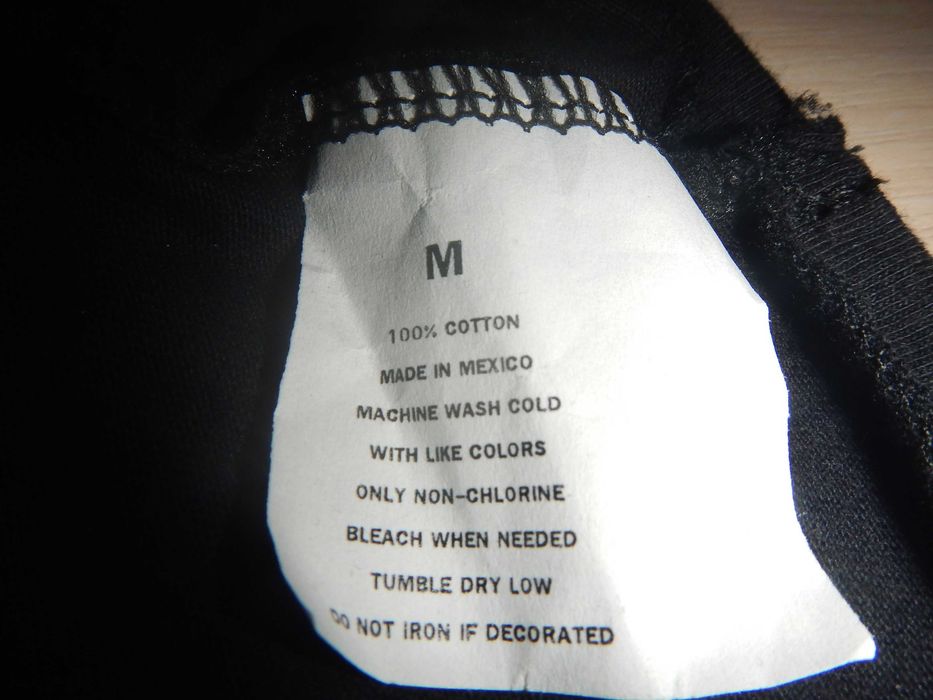 M
100% COTTON
MADE IN MEXICO
MACHINE WASH COLD
WITH LIKE COLORS
ONLY NON-CHLORINE
BLEACH WHEN NEEDED
TUMBLE DRY LOW
DO NOT IRON IF DECORATED